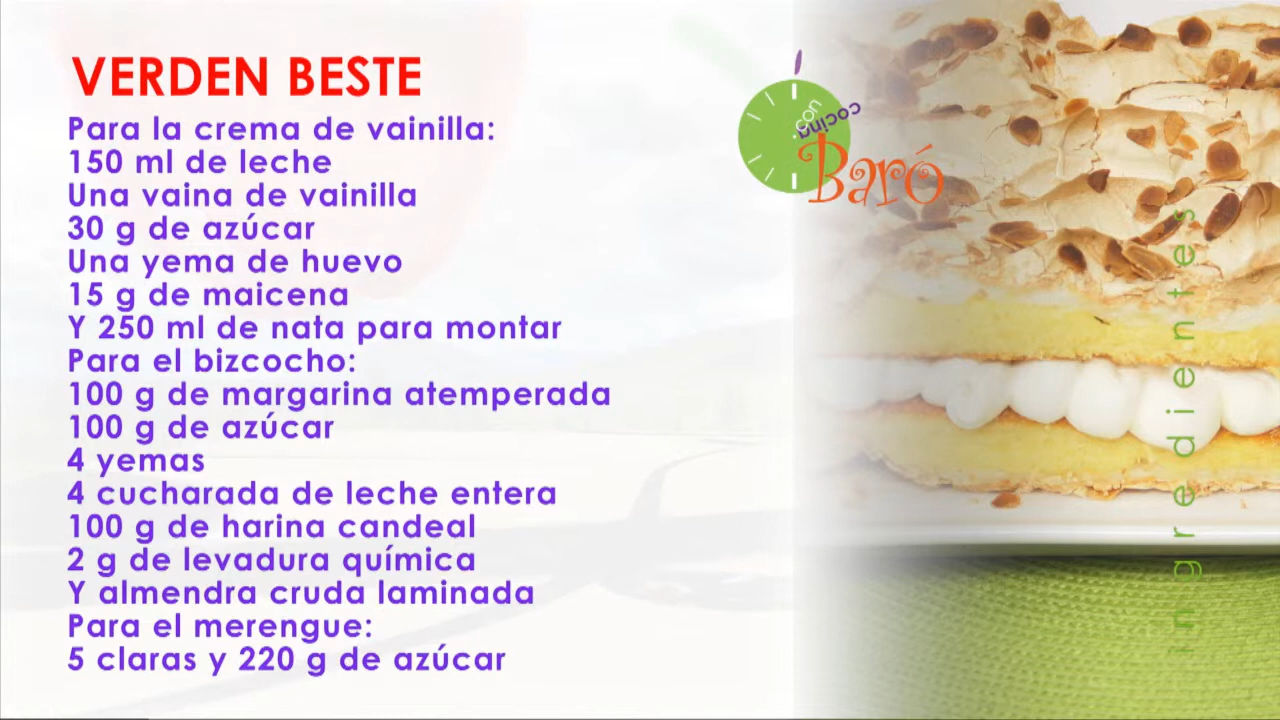 VERDEN BESTE
Para la crema de vainilla:
150 ml de leche
Una vaina de vainilla
30 g de azúcar
Una yema de huevo
15 g de maicena
Y 250 ml de nata para montar
Para el bizcocho:
100 g de margarina atemperada
100 g de azúcar
4 yemas
4 cucharada de leche entera
100 g de harina candeal
2 g de levadura química
Y almendra cruda laminada
Para el merengue:
5 claras y 220 g de azúcar
cocina
con
Baró
ingredientes